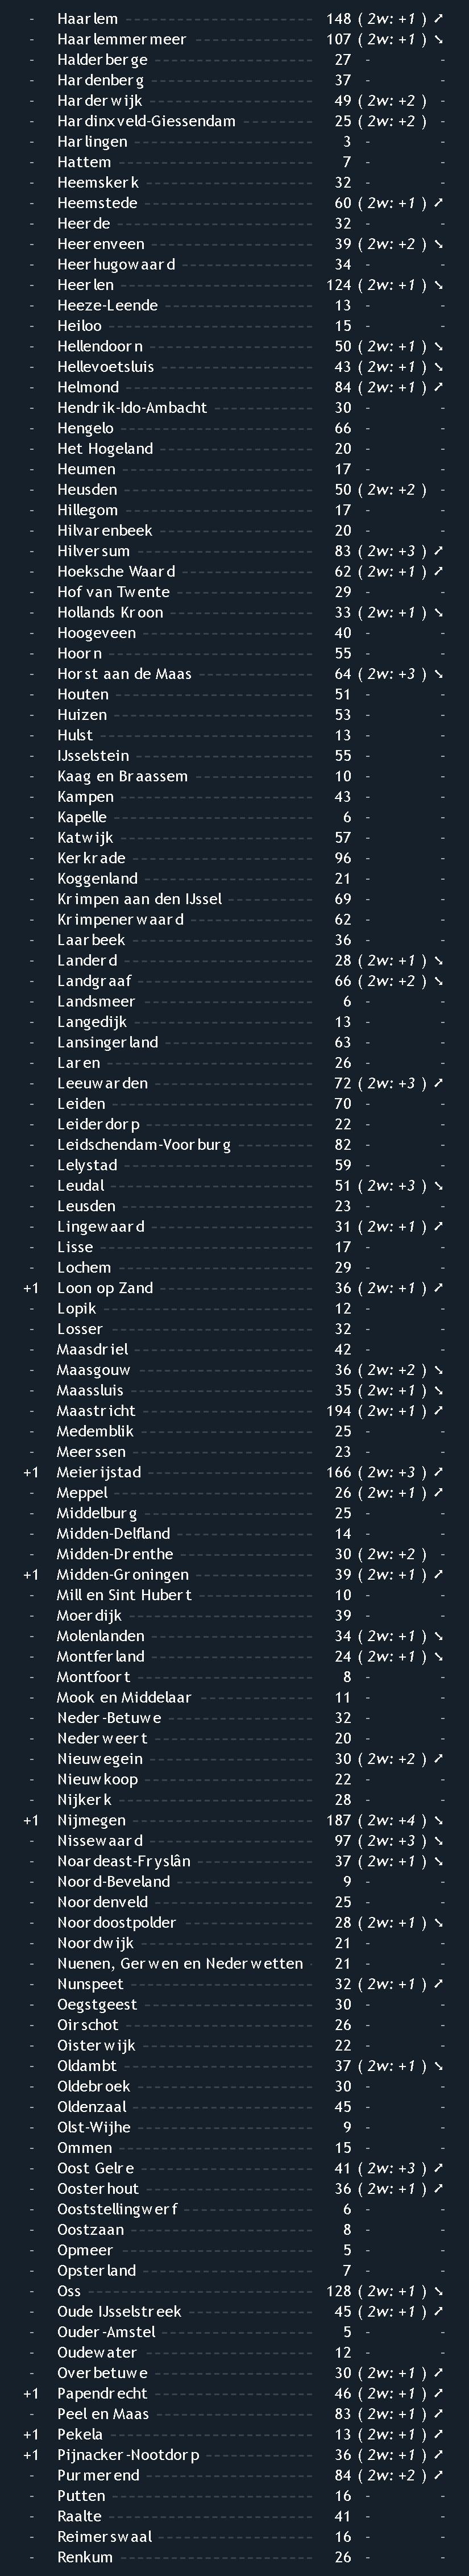 - Haarlem 148 ( 2w: +1 ) ➚
- Haarlemmermeer 107 ( 2w: +1 ) ➘
- Halderberge 27 - -
- Hardenberg 37 - -
- Harderwijk 49 ( 2w: +2 ) -
- Hardinxveld-Giessendam 25 ( 2w: +2 ) -
- Harlingen 3 - -
- Hattem 7 - -
- Heemskerk 32 - -
- Heemstede 60 ( 2w: +1 ) ➚
- Heerde 32 - -
- Heerenveen 39 ( 2w: +2 ) ➘
- Heerhugowaard 34 - -
- Heerlen 124 ( 2w: +1 ) ➘
- Heeze-Leende 13 - -
- Heiloo 15 - -
- Hellendoorn 50 ( 2w: +1 ) ➘
- Hellevoetsluis 43 ( 2w: +1 ) ➘
- Helmond 84 ( 2w: +1 ) ➚
- Hendrik-Ido-Ambacht 30 - -
- Hengelo 66 - -
- Het Hogeland 20 - -
- Heumen 17 - -
- Heusden 50 ( 2w: +2 ) -
- Hillegom 17 - -
- Hilvarenbeek 20 - -
- Hilversum 83 ( 2w: +3 ) ➚
- Hoeksche Waard 62 ( 2w: +1 ) ➚
- Hof van Twente 29 - -
- Hollands Kroon 33 ( 2w: +1 ) ➘
- Hoogeveen 40 - -
- Hoorn 55 - -
- Horst aan de Maas 64 ( 2w: +3 ) ➘
- Houten 51 - -
- Huizen 53 - -
- Hulst 13 - -
- IJsselstein 55 - -
- Kaag en Braassem 10 - -
- Kampen 43 - -
- Kapelle 6 - -
- Katwijk 57 - -
- Kerkrade 96 - -
- Koggenland 21 - -
- Krimpen aan den IJssel 69 - -
- Krimpenerwaard 62 - -
- Laarbeek 36 - -
- Landerd 28 ( 2w: +1 ) ➘
- Landgraaf 66 ( 2w: +2 ) ➘
- Landsmeer 6 - -
- Langedijk 13 - -
- Lansingerland 63 - -
- Laren 26 - -
- Leeuwarden 72 ( 2w: +3 ) ➚
- Leiden 70 - -
- Leiderdorp 22 - -
- Leidschendam-Voorburg 82 - -
- Lelystad 59 - -
- Leudal 51 ( 2w: +3 ) ➘
- Leusden 23 - -
- Lingewaard 31 ( 2w: +1 ) ➚
- Lisse 17 - -
- Lochem 29 - -
+1 Loon op Zand 36 ( 2w: +1 ) ➚
- Lopik 12 - -
- Losser 32 - -
- Maasdriel 42 - -
- Maasgouw 36 ( 2w: +2 ) ➘
- Maassluis 35 ( 2w: +1 ) ➘
- Maastricht 194 ( 2w: +1 ) ➚
- Medemblik 25 - -
- Meerssen 23 - -
+1 Meierijstad 166 ( 2w: +3 ) ➚
- Meppel 26 ( 2w: +1 ) ➚
- Middelburg 25 - -
- Midden-Delfland 14 - -
- Midden-Drenthe 30 ( 2w: +2 ) -
+1 Midden-Groningen 39 ( 2w: +1 ) ➚
- Mill en Sint Hubert 10 - -
- Moerdijk 39 - -
- Molenlanden 34 ( 2w: +1 ) ➘
- Montferland 24 ( 2w: +1 ) ➘
- Montfoort 8 - -
- Mook en Middelaar 11 - -
- Neder-Betuwe 32 - -
- Nederweert 20 - -
- Nieuwegein 30 ( 2w: +2 ) ➚
- Nieuwkoop 22 - -
- Nijkerk 28 - -
+1 Nijmegen 187 ( 2w: +4 ) ➘
- Nissewaard 97 ( 2w: +3 ) ➘
- Noardeast-Fryslân 37 ( 2w: +1 ) ➘
- Noord-Beveland 9 - -
- Noordenveld 25 - -
- Noordoostpolder 28 ( 2w: +1 ) ➘
- Noordwijk 21 - -
- Nuenen, Gerwen en Nederwetten 21 - -
- Nunspeet 32 ( 2w: +1 ) ➚
- Oegstgeest 30 - -
- Oirschot 26 - -
- Oisterwijk 22 - -
- Oldambt 37 ( 2w: +1 ) ➘
- Oldebroek 30 - -
- Oldenzaal 45 - -
- Olst-Wijhe 9 - -
- Ommen 15 - -
- Oost Gelre 41 ( 2w: +3 ) ➚
- Oosterhout 36 ( 2w: +1 ) ➚
- Ooststellingwerf 6 - -
- Oostzaan 8 - -
- Opmeer 5 - -
- Opsterland 7 - -
- Oss 128 ( 2w: +1 ) ➘
- Oude IJsselstreek 45 ( 2w: +1 ) ➚
- Ouder-Amstel 5 - -
- Oudewater 12 - -
- Overbetuwe 30 ( 2w: +1 ) ➚
+1 Papendrecht 46 ( 2w: +1 ) ➚
- Peel en Maas 83 ( 2w: +1 ) ➚
+1 Pekela 13 ( 2w: +1 ) ➚
+1 Pijnacker-Nootdorp 36 ( 2w: +1 ) ➚
- Purmerend 84 ( 2w: +2 ) ➚
- Putten 16 - -
- Raalte 41 - -
- Reimerswaal 16 - -
- Renkum 26 - -